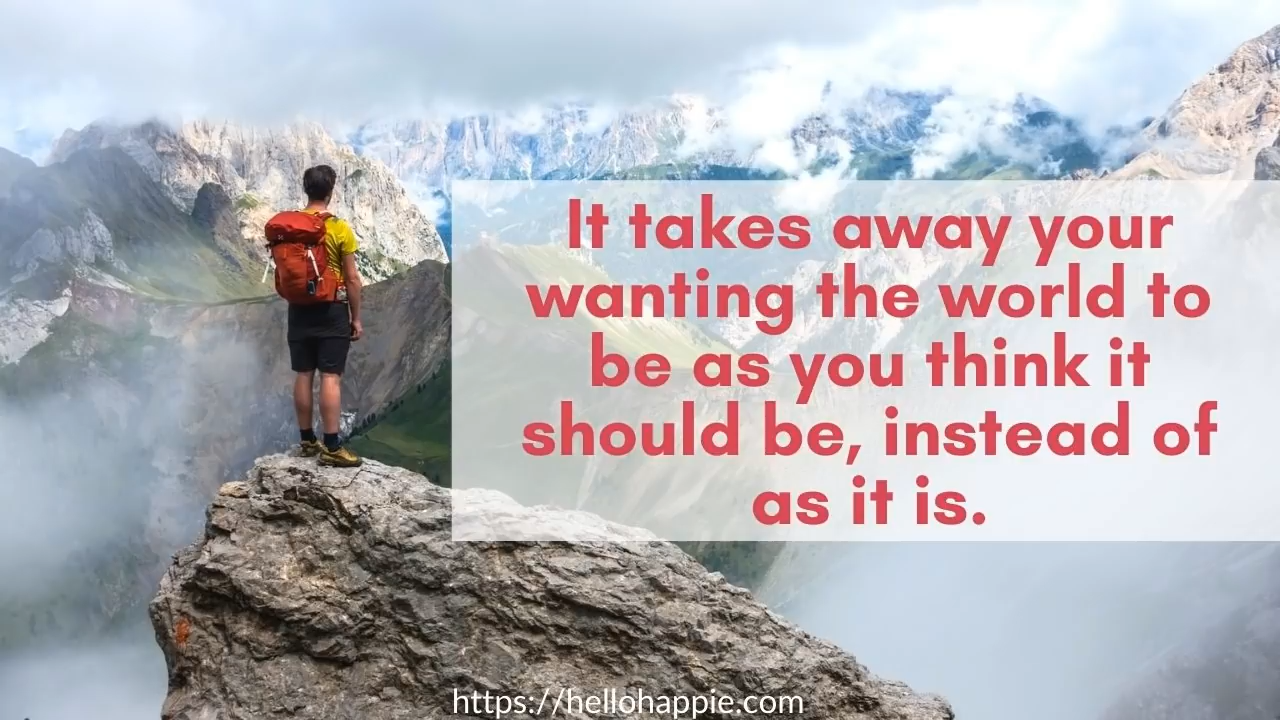 It takes away your
wanting the world to
be as you think it
should be, instead of
as it is.
https://hellohappie.com